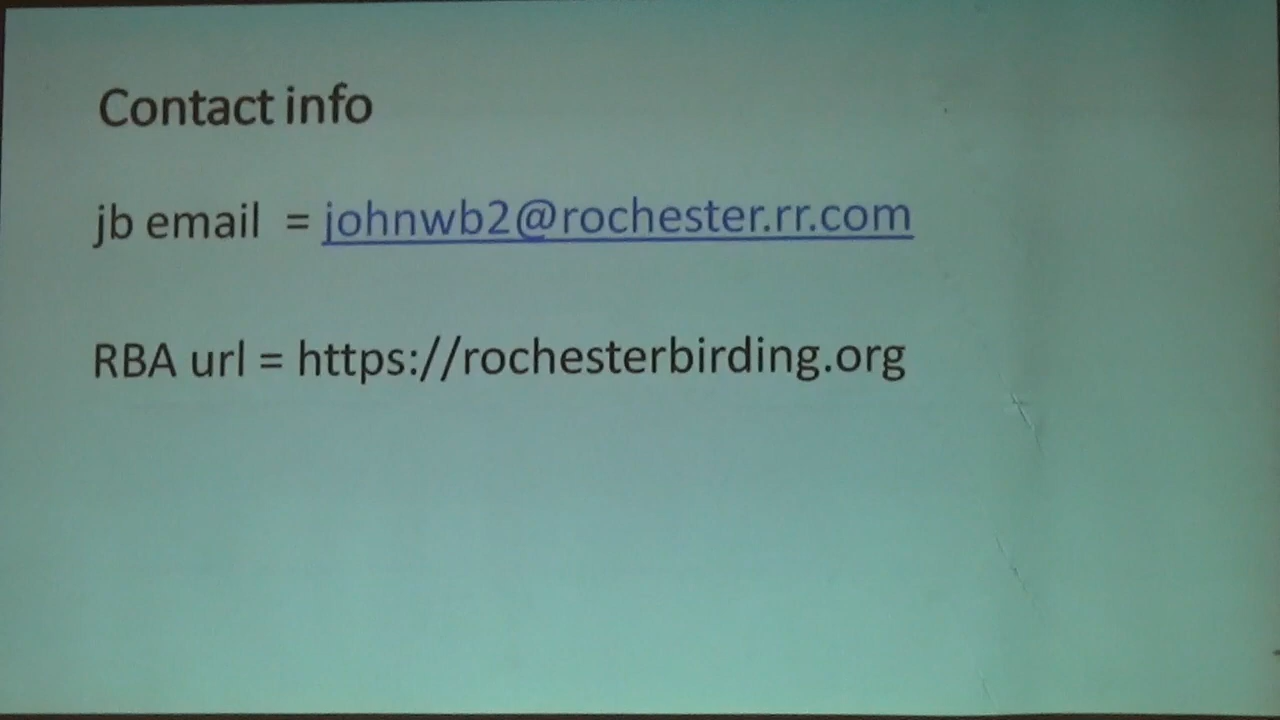 Contact info
jb email = johnwb2@rochester.rr.com
RBA url = https://rochesterbirding.org